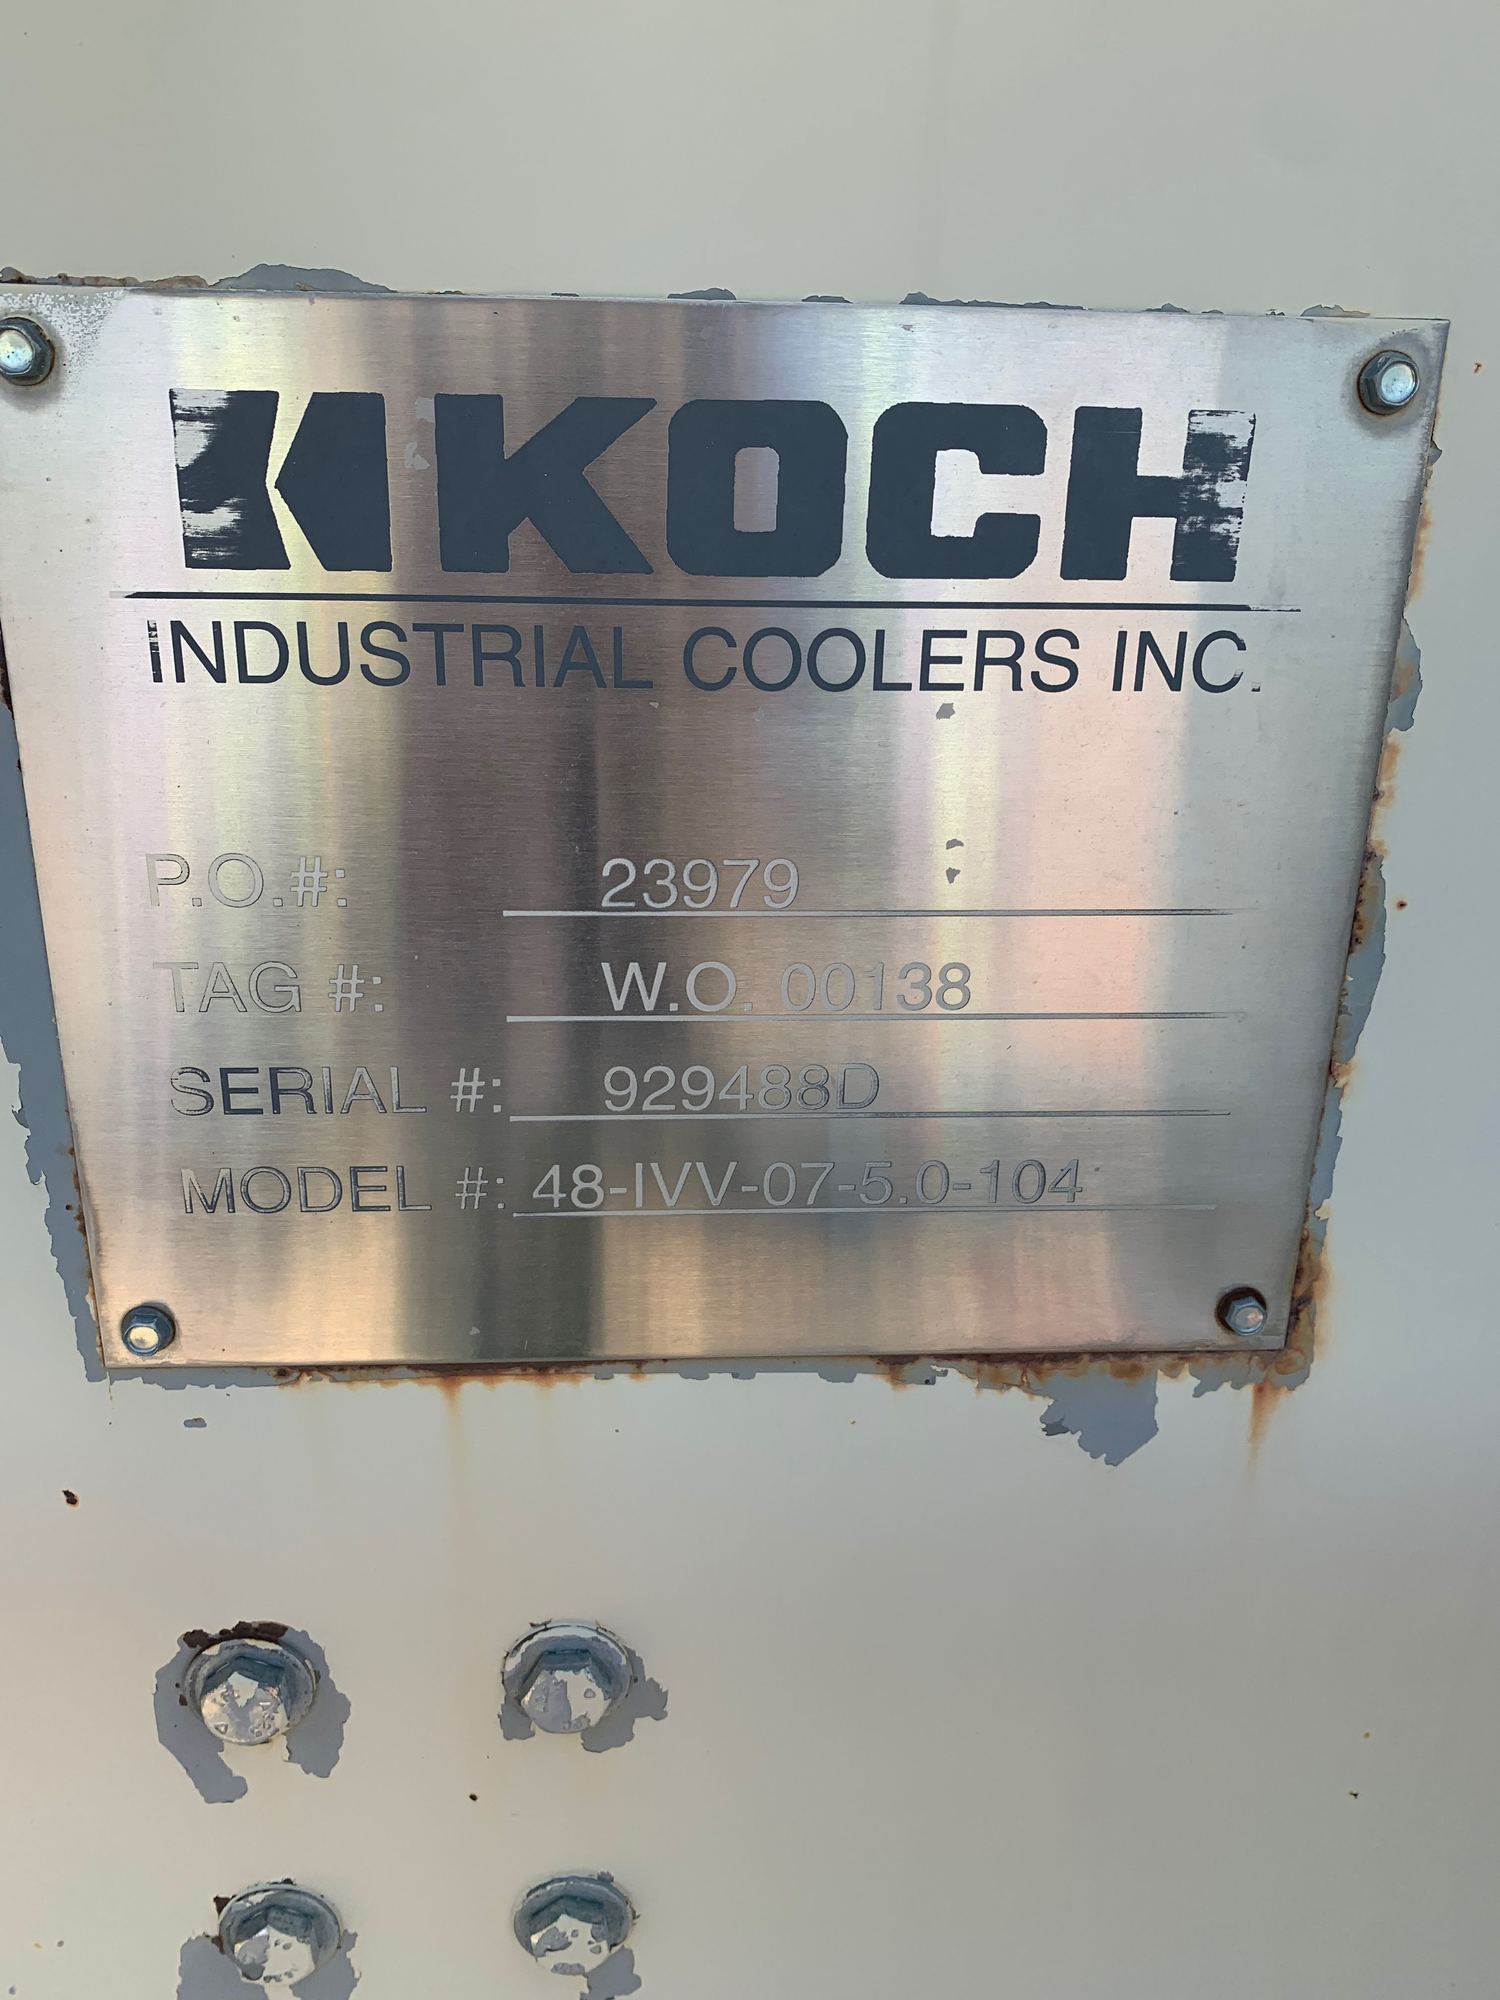 KOCH
INDUSTRIAL COOLERS INC.
P.O.#: 23979
TAG #: W.O. 00138
SERIAL #: 929488D
MODEL #: 48-IVV-07-5.0-104